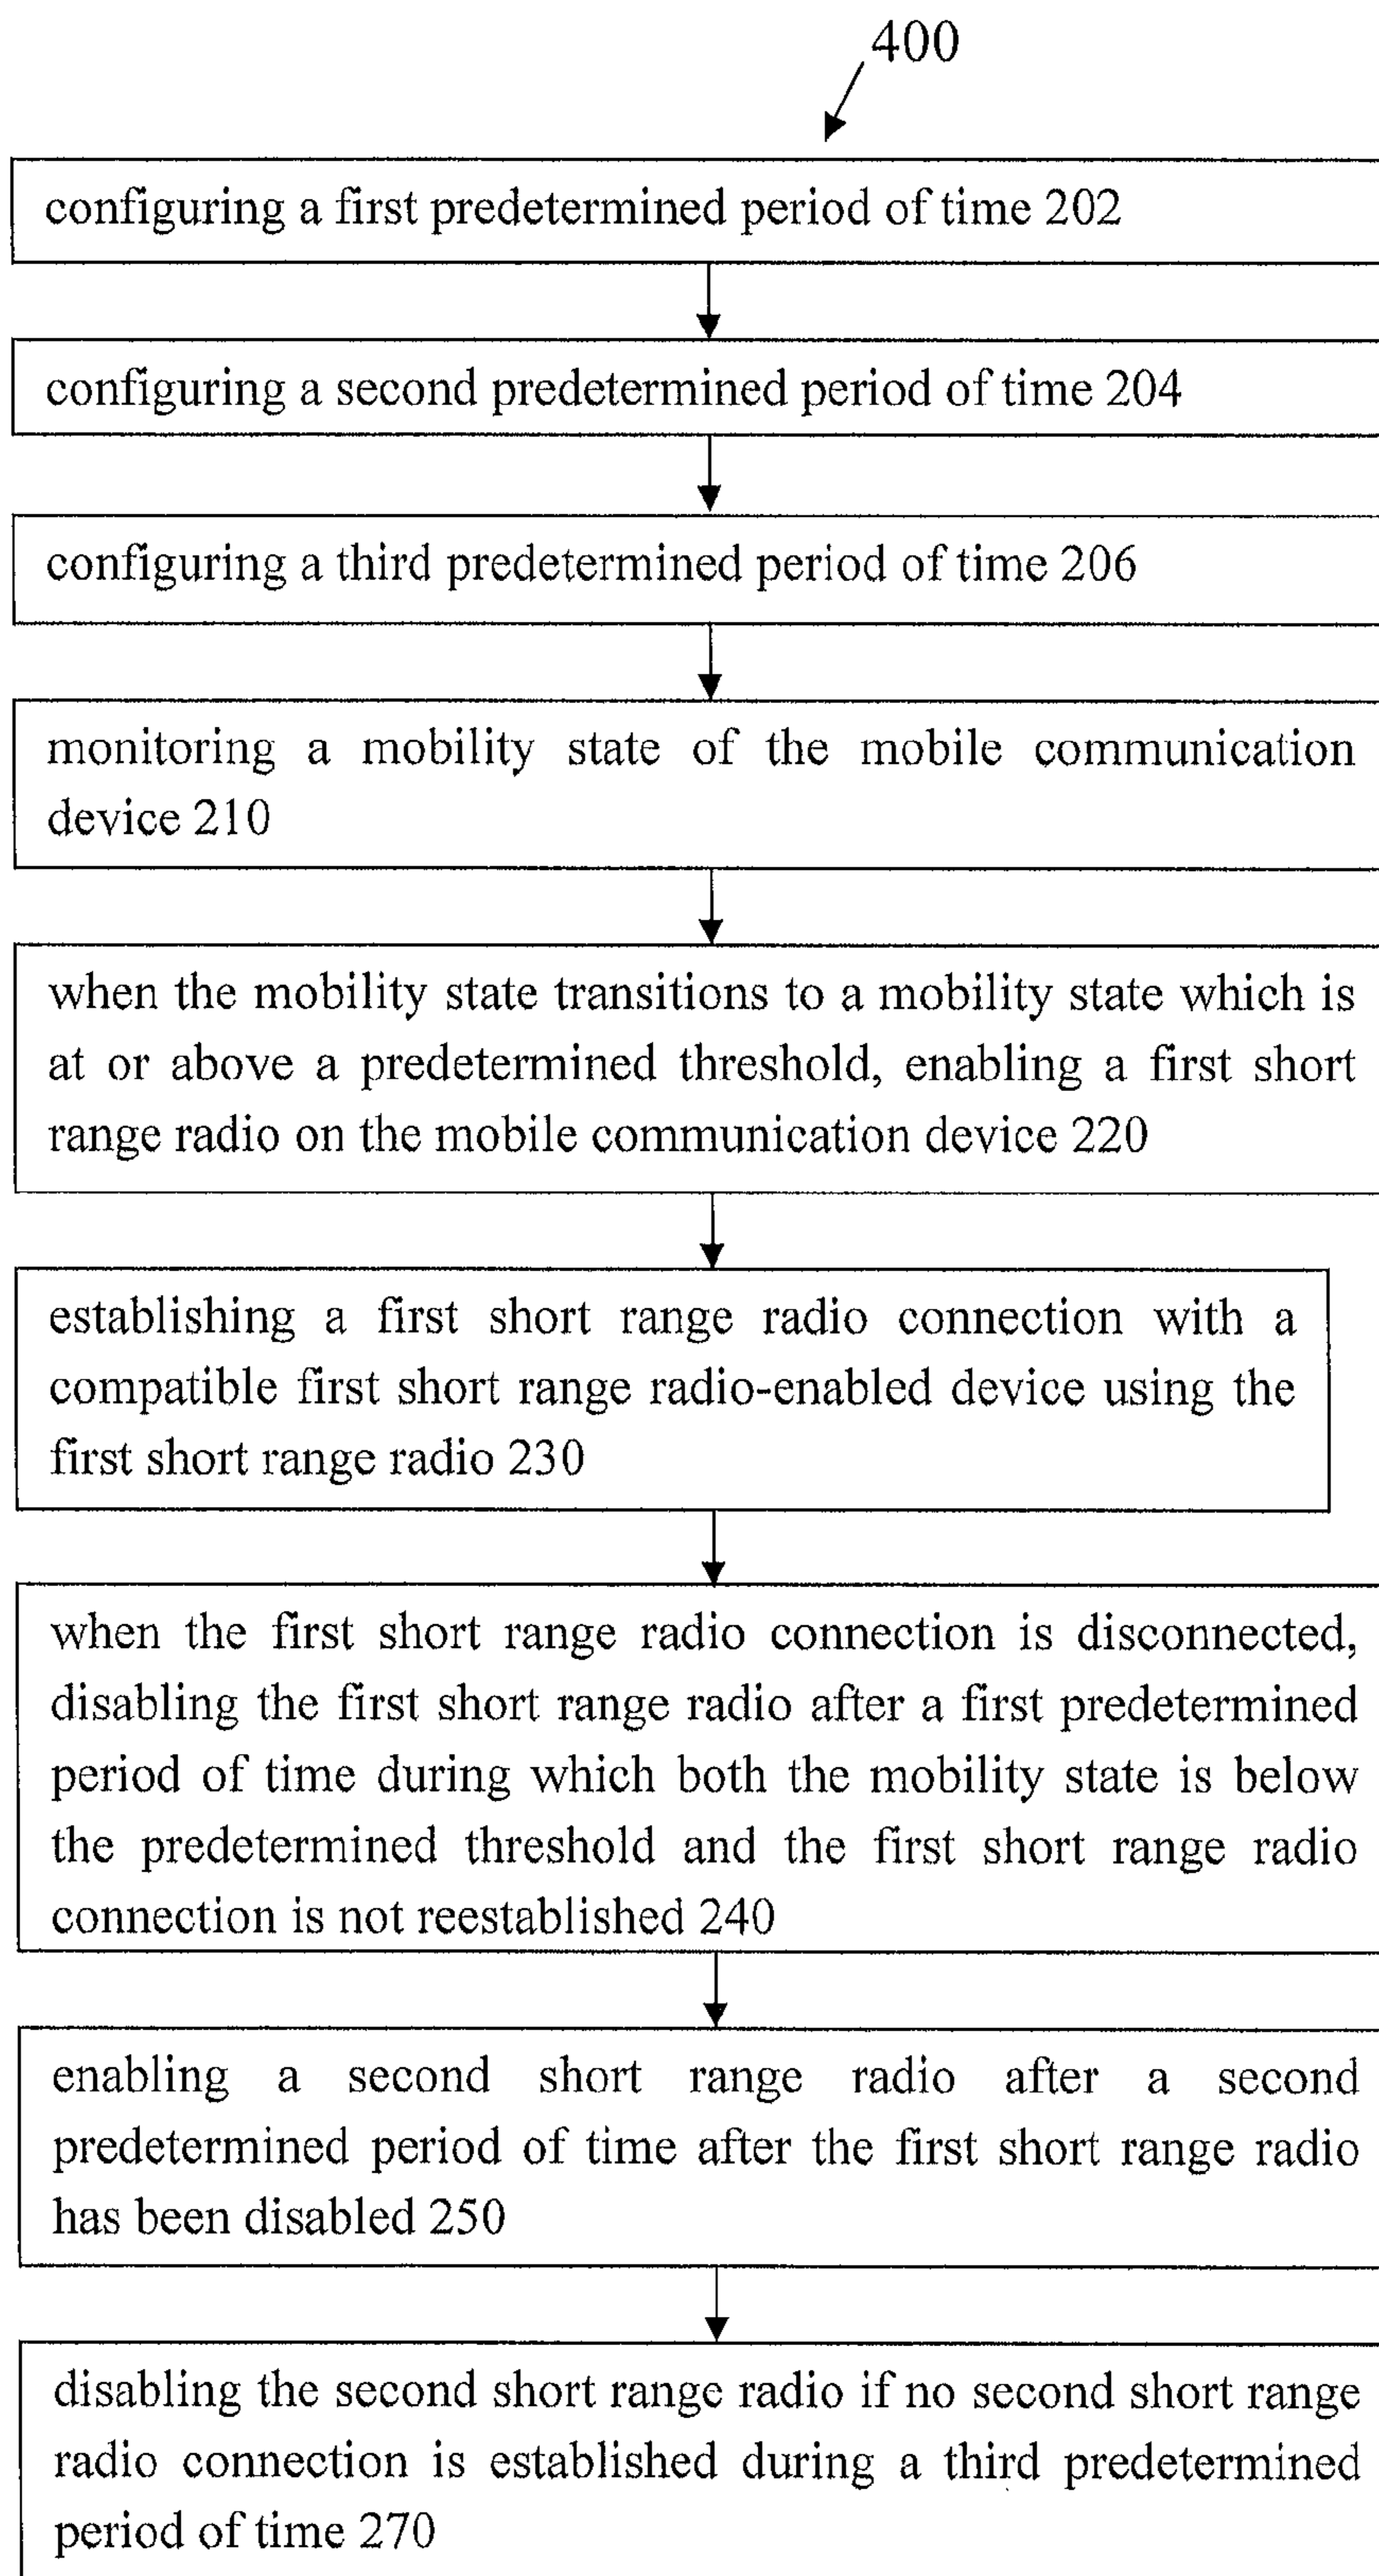 400
configuring a first predetermined period of time 202
configuring a second predetermined period of time 204
configuring a third predetermined period of time 206
monitoring a mobility state of the mobile communication
device 210
when the mobility state transitions to a mobility state which is
at or above a predetermined threshold, enabling a first short
range radio on the mobile communication device 220
establishing a first short range radio connection with a
compatible first short range radio-enabled device using the
first short range radio 230
when the first short range radio connection is disconnected,
disabling the first short range radio after a first predetermined
period of time during which both the mobility state is below
the predetermined threshold and the first short range radio
connection is not reestablished 240
enabling a second short range radio after a second
predetermined period of time after the first short range radio
has been disabled 250
disabling the second short range radio if no second short range
radio connection is established during a third predetermined
period of time 270